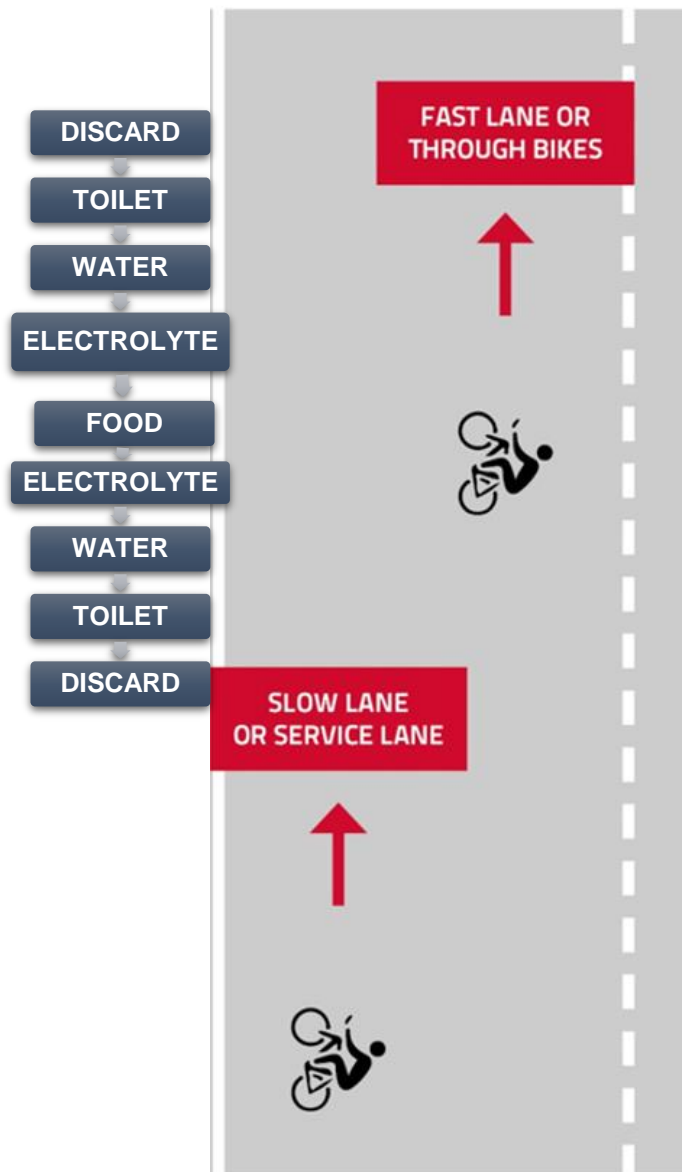 DISCARD
TOILET
WATER
ELECTROLYTE
FOOD
ELECTROLYTE
WATER
TOILET
DISCARD
FAST LANE OR
THROUGH BIKES
SLOW LANE
OR SERVICE LANE